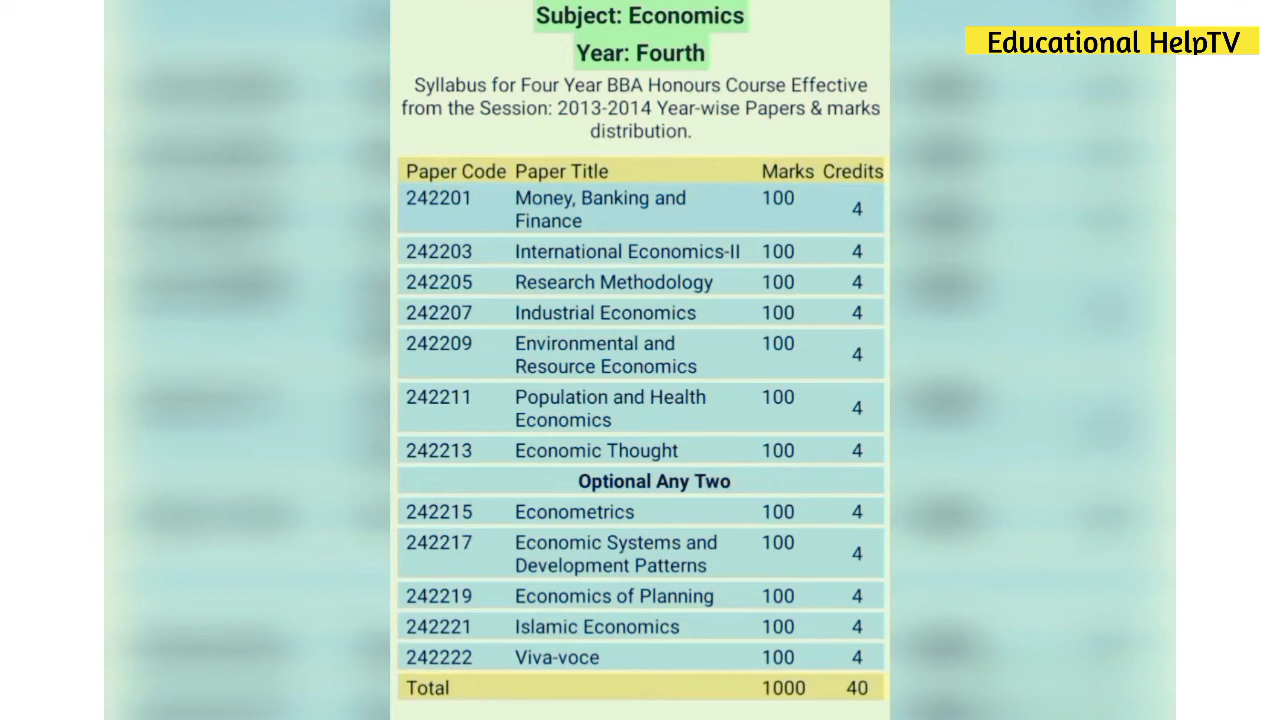 Educational HelpTV
Subject: Economics
Year: Fourth
Syllabus for Four Year BBA Honours Course Effective
from the Session: 2013-2014 Year-wise Papers & marks
distribution.
Paper Code Paper Title Marks Credits
242201 Money, Banking and 100 4
Finance
242203 International Economics-II 100 4
242205 Research Methodology 100 4
242207 Industrial Economics 100 4
242209 Environmental and 100 4
Resource Economics
242211 Population and Health 100 4
Economics
242213 Economic Thought 100 4
Optional Any Two
242215 Econometrics 100 4
242217 Economic Systems and 100 4
Development Patterns
242219 Economics of Planning 100 4
242221 Islamic Economics 100 4
242222 Viva-voce 100 4
Total 1000 40